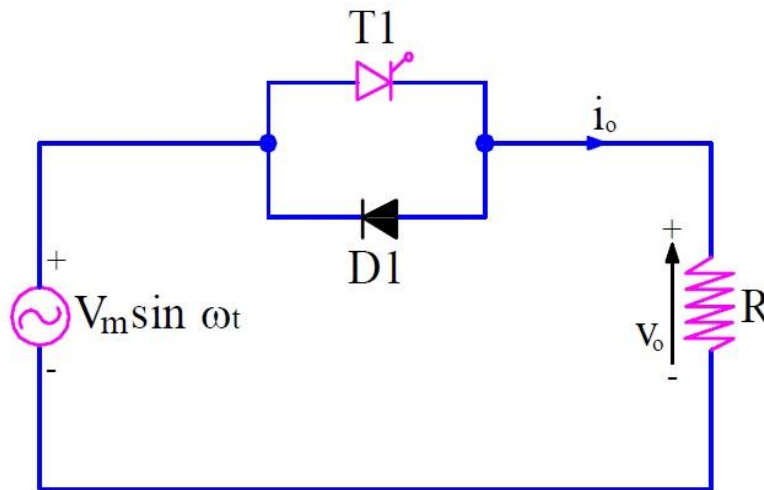 T1
iₒ
D1
+
Vₘsin ωt
-
+
vₒ
-
R